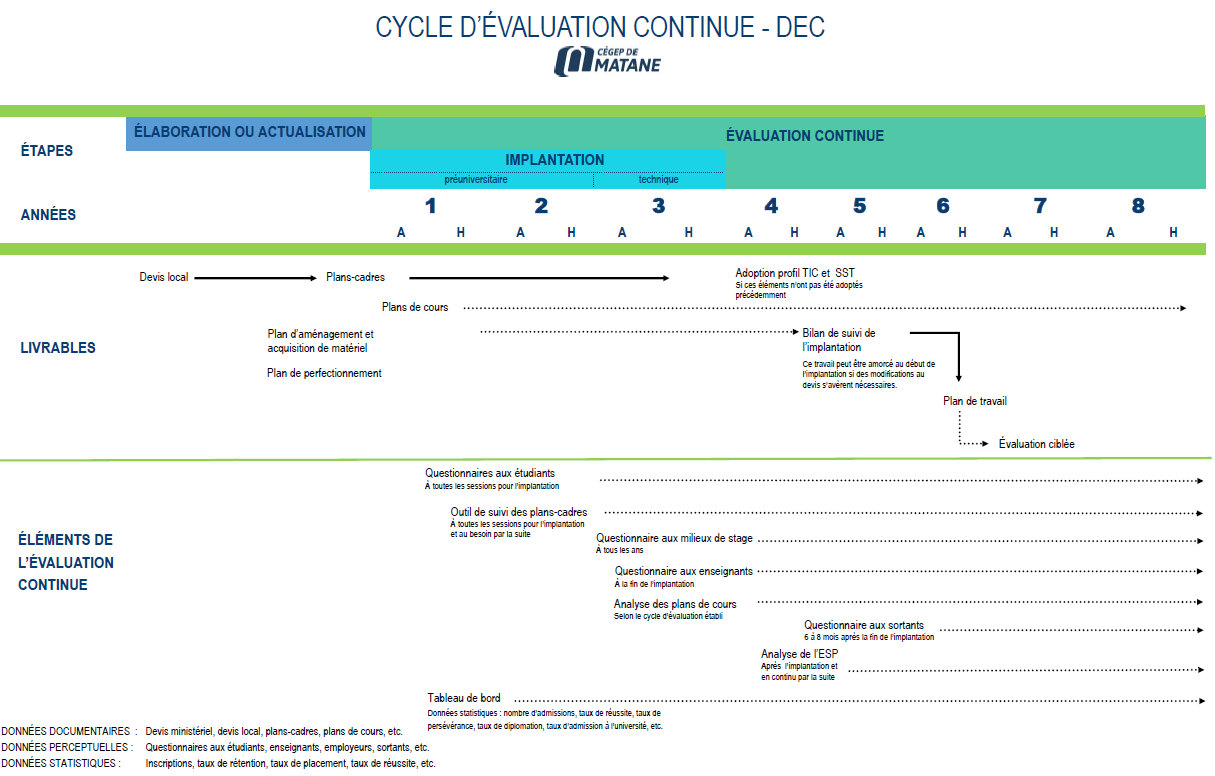 CYCLE D'ÉVALUATION CONTINUE - DEC
CÉGEP DE
MATANE
ÉTAPES
ÉLABORATION OU ACTUALISATION
ÉVALUATION CONTINUE
IMPLANTATION
préuniversitaire
technique
ANNÉES
1 2 3 4 5 6 7 8
A H A H A H A H A H A H A H A H
LIVRABLES
Devis local
Plans-cadres
Adoption profil TIC et SST
Si ces éléments n'ont pas été adoptés
précédemment
Plans de cours
Plan d'aménagement et
acquisition de matériel
Plan de perfectionnement
Bilan de suivi de
l'implantation
Ce travail peut être amorcé au début de
l'implantation si des modifications au
devis s'avèrent nécessaires.
Plan de travail
Évaluation ciblée
ÉLÉMENTS DE
L'ÉVALUATION
CONTINUE
Questionnaires aux étudiants
À toutes les sessions pour l'implantation
Outil de suivi des plans-cadres
À toutes les sessions pour l'implantation
et au besoin par la suite
Questionnaire aux milieux de stage
À tous les ans
Questionnaire aux enseignants
À la fin de l'implantation
Analyse des plans de cours
Selon le cycle d'évaluation établi
Questionnaire aux sortants
6 à 8 mois aprés la fin de l'implantation
Analyse de l'ESP
Aprés l'implantation et
en continu par la suite
Tableau de bord
Données statistiques : nombre d'admissions, taux de réussite, taux de
persévérance, taux de diplomation, taux d'admission à l'université, etc.
DONNÉES DOCUMENTAIRES : Devis ministériel, devis local, plans-cadres, plans de cours, etc.
DONNÉES PERCEPTUELLES : Questionnaires aux étudiants, enseignants, employeurs, sortants, etc.
DONNÉES STATISTIQUES : Inscriptions, taux de rétention, taux de placement, taux de réussite, etc.